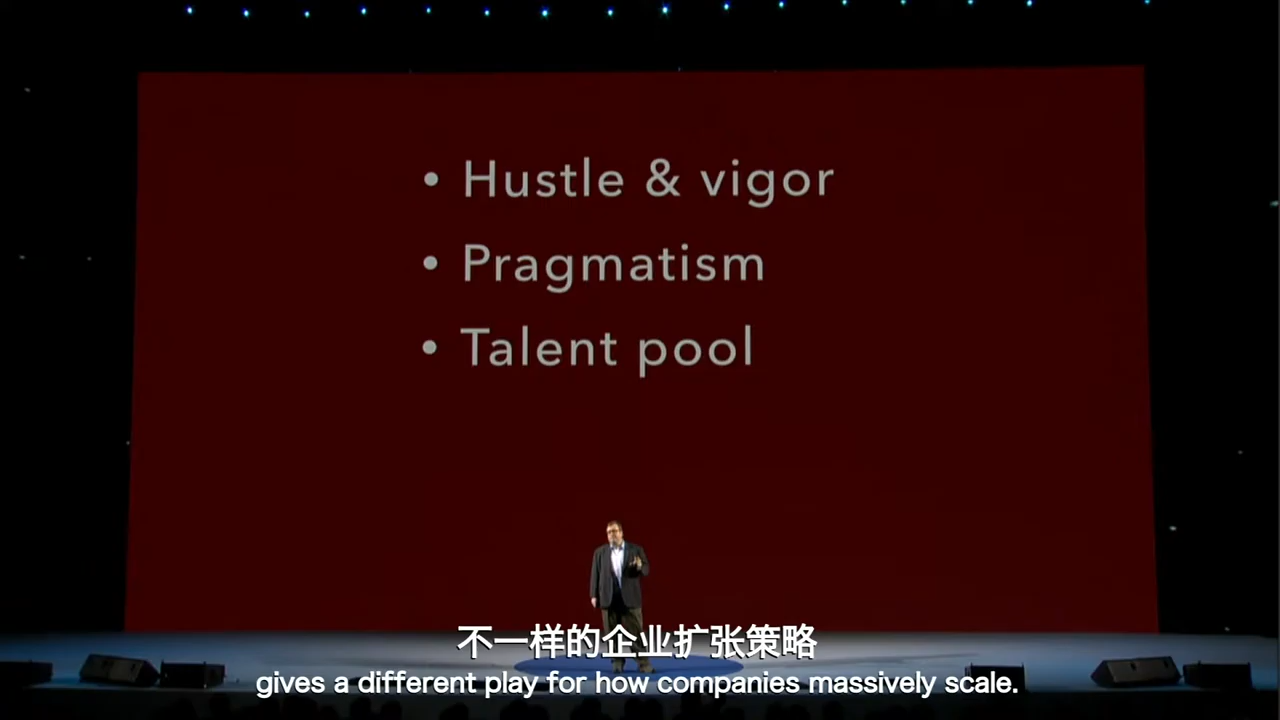 • Hustle & vigor
• Pragmatism
• Talent pool
不一样的企业扩张策略
gives a different play for how companies massively scale.